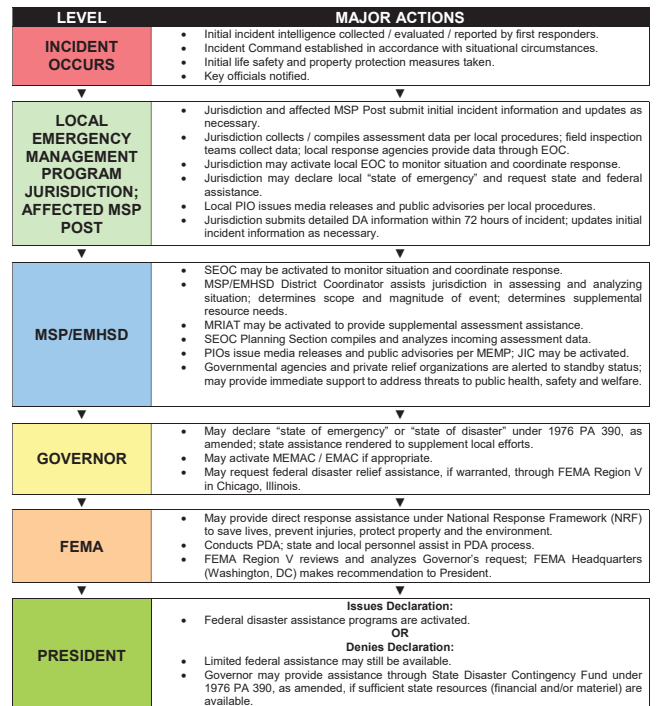 LEVEL MAJOR ACTIONS
INCIDENT
OCCURS
• Initial incident intelligence collected / evaluated / reported by first responders.
• Incident Command established in accordance with situational circumstances.
• Initial life safety and property protection measures taken.
• Key officials notified.
▼ ▼
LOCAL
EMERGENCY
MANAGEMENT
PROGRAM
JURISDICTION;
AFFECTED MSP
POST
• Jurisdiction and affected MSP Post submit initial incident information and updates as
necessary.
• Jurisdiction collects / compiles assessment data per local procedures; field inspection
teams collect data; local response agencies provide data through EOC.
• Jurisdiction may activate local EOC to monitor situation and coordinate response.
• Jurisdiction may declare local “state of emergency” and request state and federal
assistance.
• Local PIO issues media releases and public advisories per local procedures.
• Jurisdiction submits detailed DA information within 72 hours of incident; updates initial
incident information as necessary.
▼ ▼
MSP/EMHSD
• SEOC may be activated to monitor situation and coordinate response.
• MSP/EMHSD District Coordinator assists jurisdiction in assessing and analyzing
situation; determines scope and magnitude of event; determines supplemental
resource needs.
• MRIAT may be activated to provide supplemental assessment assistance.
• SEOC Planning Section compiles and analyzes incoming assessment data.
• PIOs issue media releases and public advisories per MEMP; JIC may be activated.
• Governmental agencies and private relief organizations are alerted to standby status;
may provide immediate support to address threats to public health, safety and welfare.
▼ ▼
GOVERNOR
• May declare “state of emergency” or “state of disaster” under 1976 PA 390, as
amended; state assistance rendered to supplement local efforts.
• May activate MEMAC / EMAC if appropriate.
• May request federal disaster relief assistance, if warranted, through FEMA Region V
in Chicago, Illinois.
▼ ▼
FEMA
• May provide direct response assistance under National Response Framework (NRF)
to save lives, prevent injuries, protect property and the environment.
• Conducts PDA; state and local personnel assist in PDA process.
• FEMA Region V reviews and analyzes Governor’s request; FEMA Headquarters
(Washington, DC) makes recommendation to President.
▼ ▼
PRESIDENT
Issues Declaration:
• Federal disaster assistance programs are activated.
OR
Denies Declaration:
• Limited federal assistance may still be available.
• Governor may provide assistance through State Disaster Contingency Fund under
1976 PA 390, as amended, if sufficient state resources (financial and/or materiel) are
available.